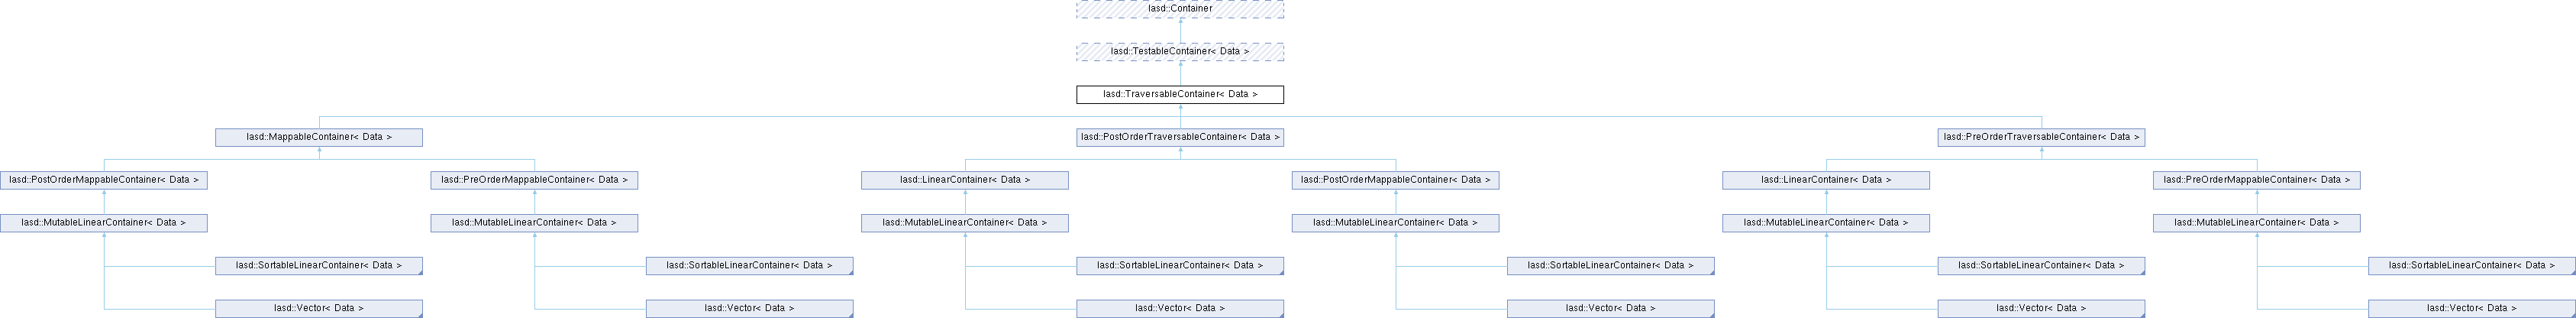 lasd::Container
lasd::TestableContainer< Data >
lasd::TraversableContainer< Data >
lasd::MappableContainer< Data >
lasd::PostOrderTraversableContainer< Data >
lasd::PreOrderTraversableContainer< Data >
lasd::PostOrderMappableContainer< Data >
lasd::PreOrderMappableContainer< Data >
lasd::LinearContainer< Data >
lasd::PostOrderMappableContainer< Data >
lasd::LinearContainer< Data >
lasd::PreOrderMappableContainer< Data >
lasd::MutableLinearContainer< Data >
lasd::MutableLinearContainer< Data >
lasd::MutableLinearContainer< Data >
lasd::MutableLinearContainer< Data >
lasd::MutableLinearContainer< Data >
lasd::MutableLinearContainer< Data >
lasd::SortableLinearContainer< Data >
lasd::SortableLinearContainer< Data >
lasd::SortableLinearContainer< Data >
lasd::SortableLinearContainer< Data >
lasd::SortableLinearContainer< Data >
lasd::SortableLinearContainer< Data >
lasd::Vector< Data >
lasd::Vector< Data >
lasd::Vector< Data >
lasd::Vector< Data >
lasd::Vector< Data >
lasd::Vector< Data >